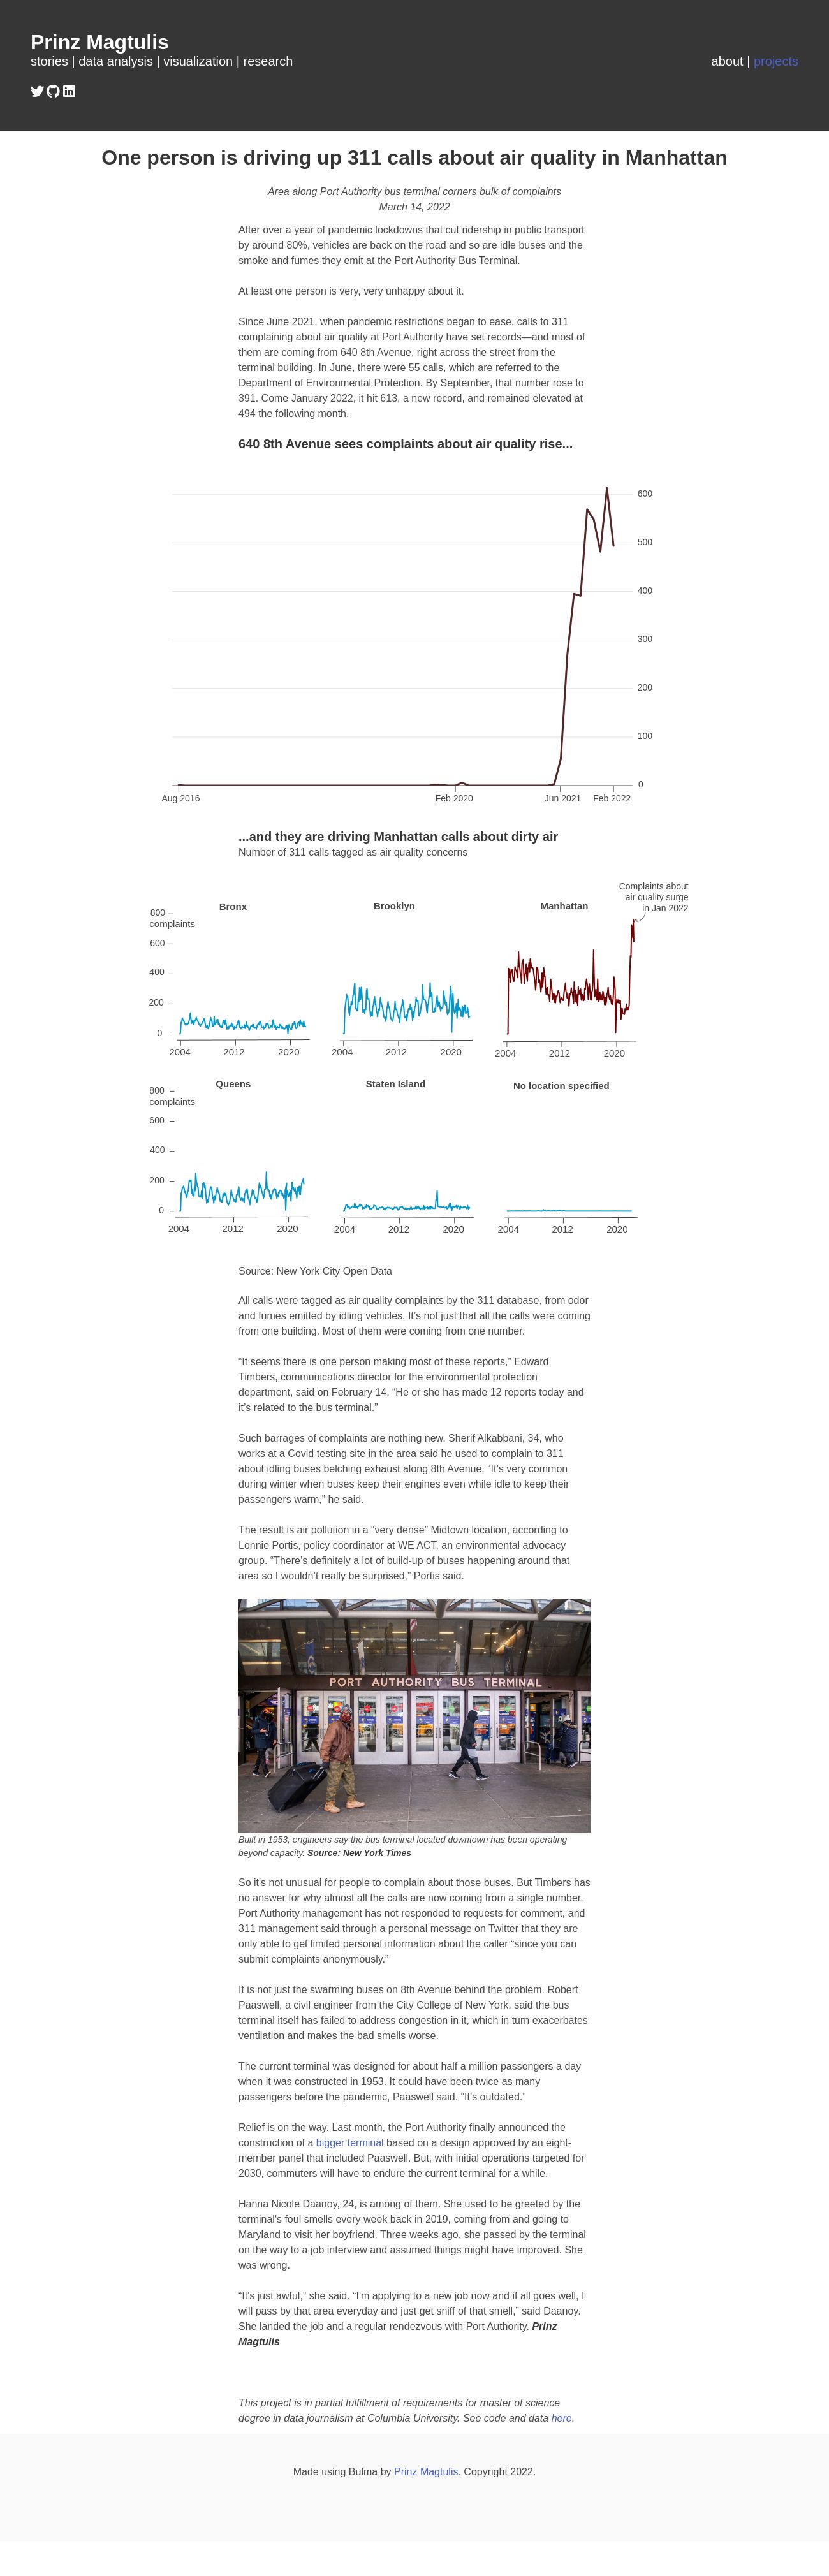 Prinz Magtulis
stories | data analysis | visualization | research
about | projects
One person is driving up 311 calls about air quality in Manhattan
Area along Port Authority bus terminal corners bulk of complaints
March 14, 2022
After over a year of pandemic lockdowns that cut ridership in public transport
by around 80%, vehicles are back on the road and so are idle buses and the
smoke and fumes they emit at the Port Authority Bus Terminal.
At least one person is very, very unhappy about it.
Since June 2021, when pandemic restrictions began to ease, calls to 311
complaining about air quality at Port Authority have set records—and most of
them are coming from 640 8th Avenue, right across the street from the
terminal building. In June, there were 55 calls, which are referred to the
Department of Environmental Protection. By September, that number rose to
391. Come January 2022, it hit 613, a new record, and remained elevated at
494 the following month.
640 8th Avenue sees complaints about air quality rise...
600
500
400
300
200
100
0
Aug 2016
Feb 2020
Jun 2021
Feb 2022
...and they are driving Manhattan calls about dirty air
Number of 311 calls tagged as air quality concerns
Complaints about
air quality surge
in Jan 2022
Bronx
Brooklyn
Manhattan
800
complaints
600
400
200
0
2004 2012 2020
2004 2012 2020
2004 2012 2020
Queens
Staten Island
No location specified
800
complaints
600
400
200
0
2004 2012 2020
2004 2012 2020
2004 2012 2020
Source: New York City Open Data
All calls were tagged as air quality complaints by the 311 database, from odor
and fumes emitted by idling vehicles. It's not just that all the calls were coming
from one building. Most of them were coming from one number.
“It seems there is one person making most of these reports,” Edward
Timbers, communications director for the environmental protection
department, said on February 14. “He or she has made 12 reports today and
it's related to the bus terminal.”
Such barrages of complaints are nothing new. Sherif Alkabbani, 34, who
works at a Covid testing site in the area said he used to complain to 311
about idling buses belching exhaust along 8th Avenue. “It's very common
during winter when buses keep their engines even while idle to keep their
passengers warm,” he said.
The result is air pollution in a “very dense” Midtown location, according to
Lonnie Portis, policy coordinator at WE ACT, an environmental advocacy
group. “There's definitely a lot of build-up of buses happening around that
area so I wouldn't really be surprised,” Portis said.
PORT AUTHORITY BUS TERMINAL
Built in 1953, engineers say the bus terminal located downtown has been operating
beyond capacity. Source: New York Times
So it's not unusual for people to complain about those buses. But Timbers has
no answer for why almost all the calls are now coming from a single number.
Port Authority management has not responded to requests for comment, and
311 management said through a personal message on Twitter that they are
only able to get limited personal information about the caller “since you can
submit complaints anonymously.”
It is not just the swarming buses on 8th Avenue behind the problem. Robert
Paaswell, a civil engineer from the City College of New York, said the bus
terminal itself has failed to address congestion in it, which in turn exacerbates
ventilation and makes the bad smells worse.
The current terminal was designed for about half a million passengers a day
when it was constructed in 1953. It could have been twice as many
passengers before the pandemic, Paaswell said. “It's outdated.”
Relief is on the way. Last month, the Port Authority finally announced the
construction of a bigger terminal based on a design approved by an eight-
member panel that included Paaswell. But, with initial operations targeted for
2030, commuters will have to endure the current terminal for a while.
Hanna Nicole Daanoy, 24, is among of them. She used to be greeted by the
terminal's foul smells every week back in 2019, coming from and going to
Maryland to visit her boyfriend. Three weeks ago, she passed by the terminal
on the way to a job interview and assumed things might have improved. She
was wrong.
“It's just awful,” she said. “I'm applying to a new job now and if all goes well, I
will pass by that area everyday and just get sniff of that smell,” said Daanoy.
She landed the job and a regular rendezvous with Port Authority. Prinz
Magtulis
This project is in partial fulfillment of requirements for master of science
degree in data journalism at Columbia University. See code and data here.
Made using Bulma by Prinz Magtulis. Copyright 2022.